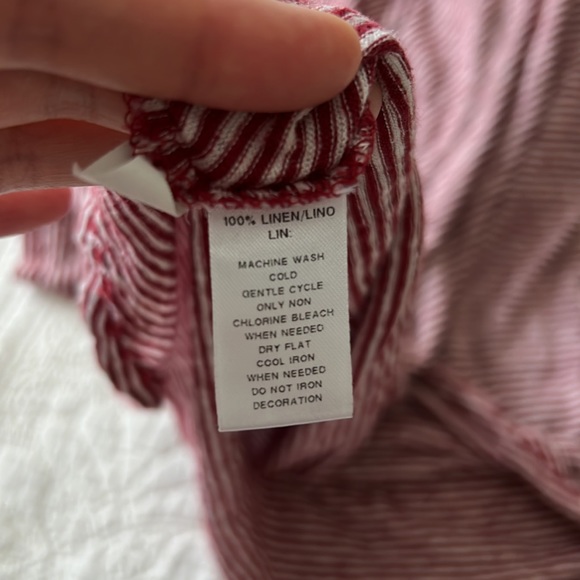 100% LINEN/LINO
LIN:
MACHINE WASH
COLD
GENTLE CYCLE
ONLY NON
CHLORINE BLEACH
WHEN NEEDED
DRY FLAT
COOL IRON
WHEN NEEDED
DO NOT IRON
DECORATION